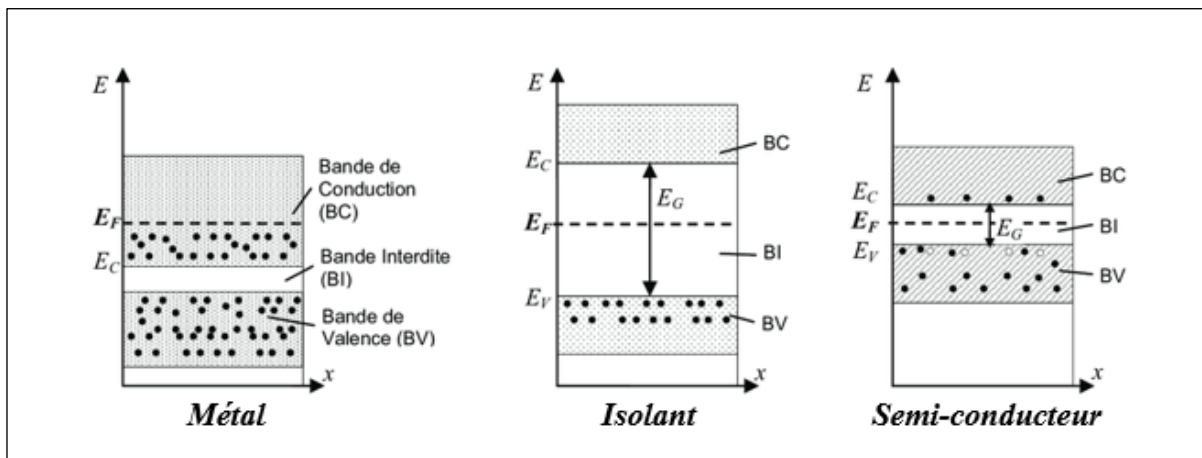 E
Bande de
Conduction
(BC)
E_F
E_C
Bande Interdite
(BI)
Bande de
Valence (BV)
x
Métal
E
BC
E_C
E_G
E_F
BI
E_V
BV
x
Isolant
E
BC
E_C
E_F
E_G
BI
E_V
BV
x
Semi-conducteur